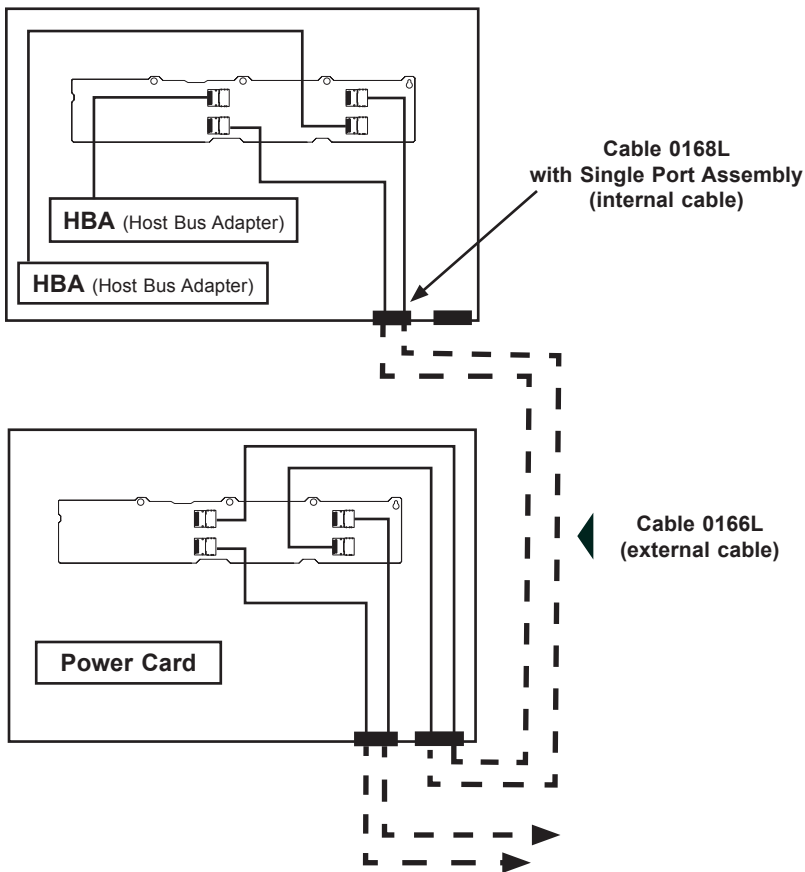 Cable 0168L
with Single Port Assembly
(internal cable)
HBA (Host Bus Adapter)
HBA (Host Bus Adapter)
Cable 0166L
(external cable)
Power Card